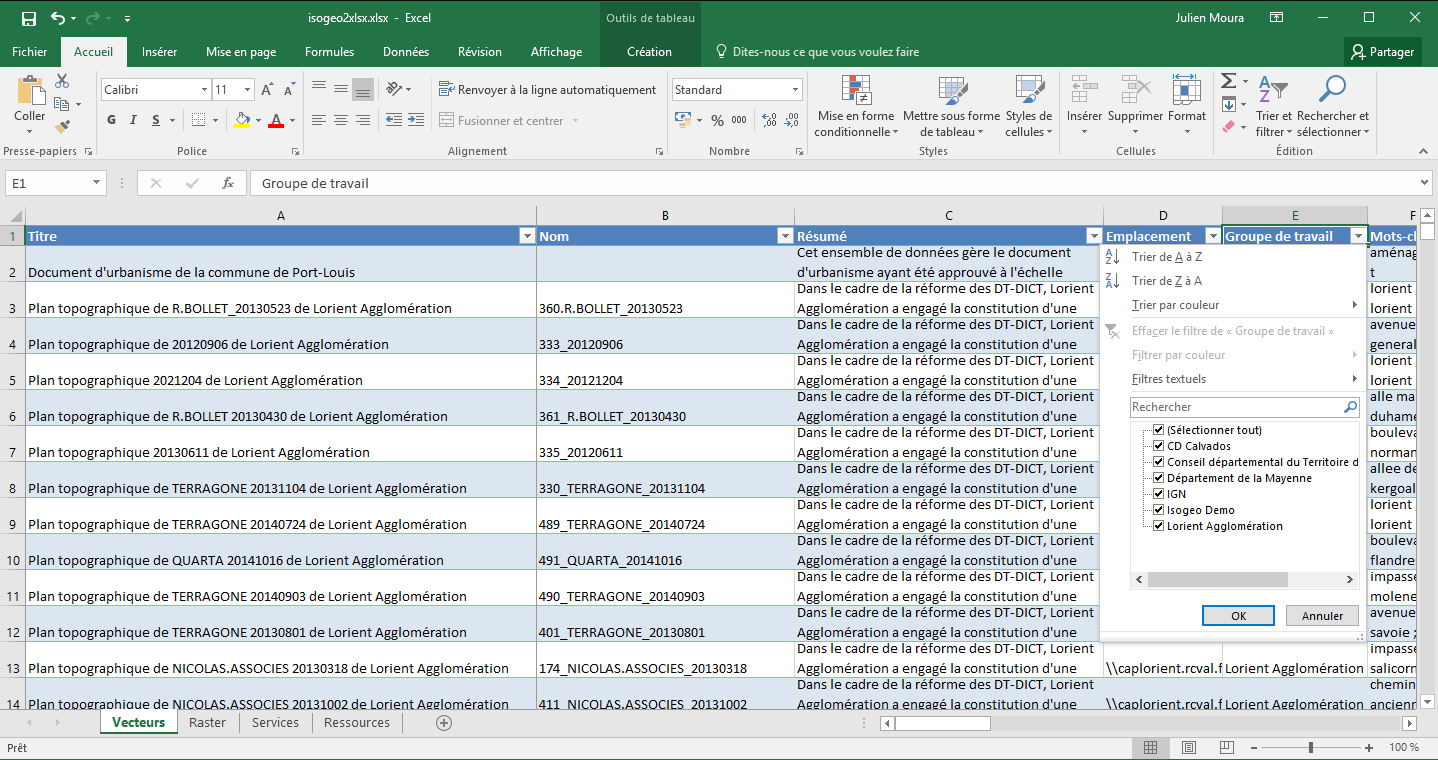 isogeo2xlsx.xlsx - Excel
Outils de tableau
Julien Moura
Fichier Accueil Insérer Mise en page Formules Données Révision Affichage Création Dites-nous ce que vous voulez faire Partager
Coller
Presse-papiers
Calibri 11
G I S
Police
Renvoyer à la ligne automatiquement
Fusionner et centrer
Alignement
Standard
% 000
Nombre
Mise en forme conditionnelle
Mettre sous forme de tableau
Styles de cellules
Styles
Insérer Supprimer Format
Cellules
Trier et filtrer
Rechercher et sélectionner
Édition
E1 fx Groupe de travail
A B C D E F
1 Titre Nom Résumé Emplacement Groupe de travail Mots-cl
2 Document d'urbanisme de la commune de Port-Louis Cet ensemble de données gère le document d'urbanisme ayant été approuvé à l'échelle aménag t
3 Plan topographique de R.BOLLET_20130523 de Lorient Agglomération 360.R.BOLLET_20130523 Dans le cadre de la réforme des DT-DICT, Lorient Agglomération a engagé la constitution d'une lorient lorient
4 Plan topographique de 20120906 de Lorient Agglomération 333_20120906 Dans le cadre de la réforme des DT-DICT, Lorient Agglomération a engagé la constitution d'une avenue general
5 Plan topographique 2021204 de Lorient Agglomération 334_20121204 Dans le cadre de la réforme des DT-DICT, Lorient Agglomération a engagé la constitution d'une lorient lorient
6 Plan topographique de R.BOLLET 20130430 de Lorient Agglomération 361_R.BOLLET_20130430 Dans le cadre de la réforme des DT-DICT, Lorient Agglomération a engagé la constitution d'une alle ma duhame
7 Plan topographique 20130611 de Lorient Agglomération 335_20120611 Dans le cadre de la réforme des DT-DICT, Lorient Agglomération a engagé la constitution d'une bouleva norman
8 Plan topographique de TERRAGONE 20131104 de Lorient Agglomération 330_TERRAGONE_20131104 Dans le cadre de la réforme des DT-DICT, Lorient Agglomération a engagé la constitution d'une allee de kergoal
9 Plan topographique de TERRAGONE 20140724 de Lorient Agglomération 489_TERRAGONE_20140724 Dans le cadre de la réforme des DT-DICT, Lorient Agglomération a engagé la constitution d'une lorient lorient
10 Plan topographique de QUARTA 20141016 de Lorient Agglomération 491_QUARTA_20141016 Dans le cadre de la réforme des DT-DICT, Lorient Agglomération a engagé la constitution d'une bouleva flandres
11 Plan topographique de TERRAGONE 20140903 de Lorient Agglomération 490_TERRAGONE_20140903 Dans le cadre de la réforme des DT-DICT, Lorient Agglomération a engagé la constitution d'une impasse molene
12 Plan topographique de TERRAGONE 20130801 de Lorient Agglomération 401_TERRAGONE_20130801 Dans le cadre de la réforme des DT-DICT, Lorient Agglomération a engagé la constitution d'une avenue savoie ;
13 Plan topographique de NICOLAS.ASSOCIES 20130318 de Lorient Agglomération 174_NICOLAS.ASSOCIES_20130318 Dans le cadre de la réforme des DT-DICT, Lorient Agglomération a engagé la constitution d'une \\caplorient.rcval.f Lorient Agglomération impasse salicorn
14 Plan topographique de NICOLAS.ASSOCIES 20131002 de Lorient Agglomération 411_NICOLAS.ASSOCIES_20131002 Dans le cadre de la réforme des DT-DICT, Lorient Agglomération a engagé la constitution d'une \\caplorient.rcval.f Lorient Agglomération chemin ancienn
Trier de A à Z
Trier de Z à A
Trier par couleur
Effacer le filtre de « Groupe de travail »
Filtrer par couleur
Filtres textuels
Rechercher
(Sélectionner tout)
CD Calvados
Conseil départemental du Territoire d
Département de la Mayenne
IGN
Isogeo Demo
Lorient Agglomération
OK Annuler
Vecteurs Raster Services Ressources
Prêt 100 %